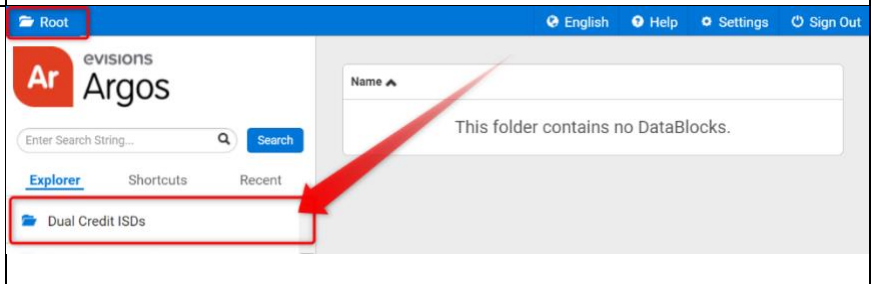 Root
English
Help
Settings
Sign Out
Ar
evisions
Argos
Name
This folder contains no DataBlocks.
Enter Search String...
Search
Explorer
Shortcuts
Recent
Dual Credit ISDs